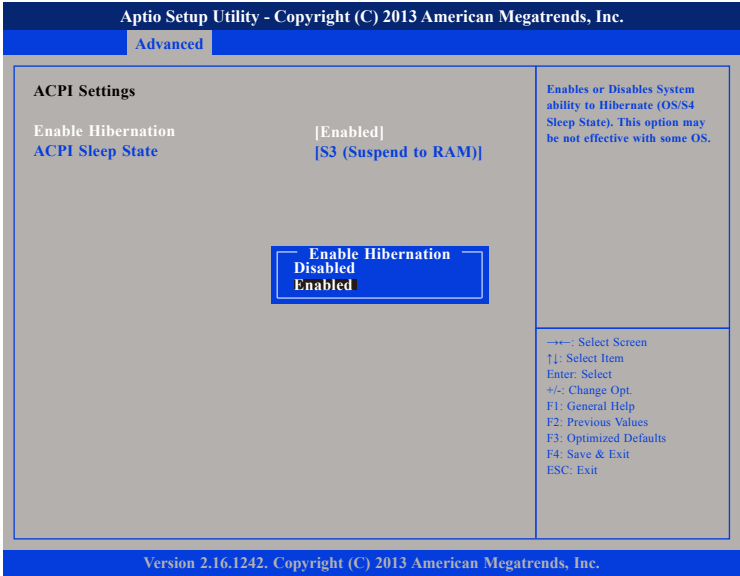 Aptio Setup Utility - Copyright (C) 2013 American Megatrends, Inc.
Advanced
ACPI Settings
Enable Hibernation [Enabled]
ACPI Sleep State [S3 (Suspend to RAM)]
Enable Hibernation
Disabled
Enabled
Enables or Disables System
ability to Hibernate (OS/S4
Sleep State). This option may
be not effective with some OS.
→←: Select Screen
↑↓: Select Item
Enter: Select
+/-: Change Opt.
F1: General Help
F2: Previous Values
F3: Optimized Defaults
F4: Save & Exit
ESC: Exit
Version 2.16.1242. Copyright (C) 2013 American Megatrends, Inc.